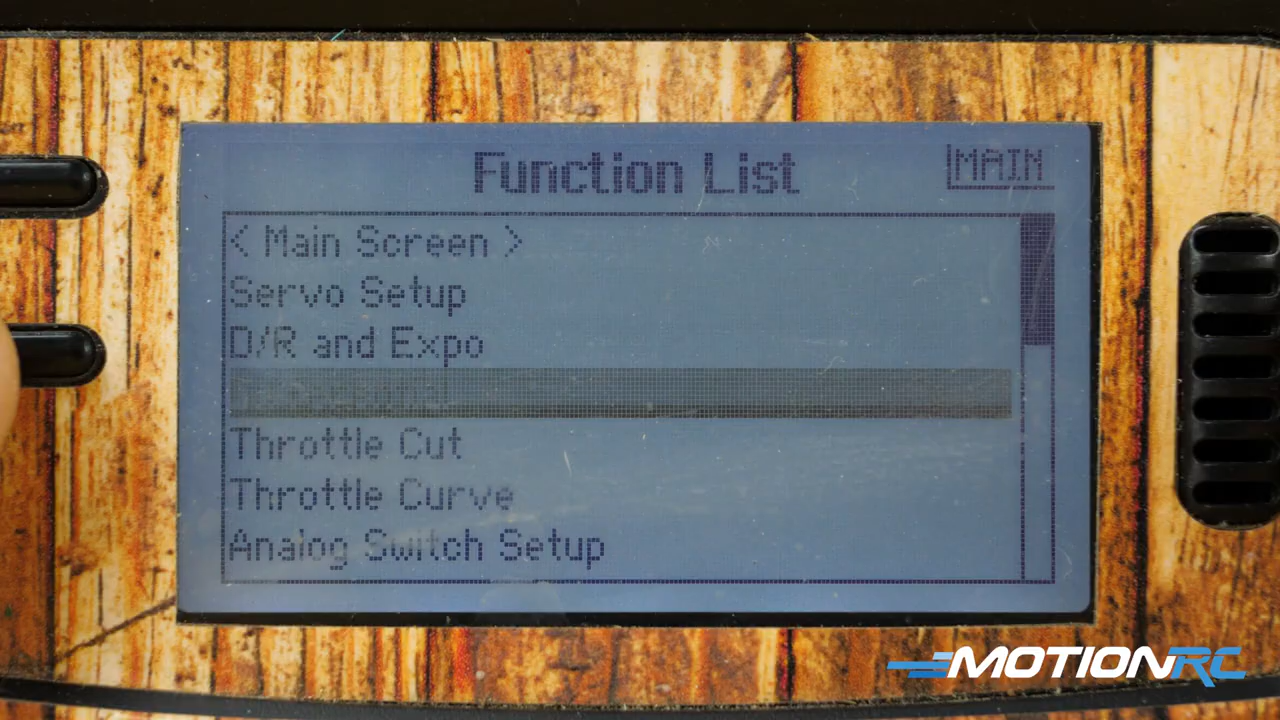 Function List
MAIN
< Main Screen >
Servo Setup
D/R and Expo
Throttle Cut
Throttle Curve
Analog Switch Setup
MOTIONRC